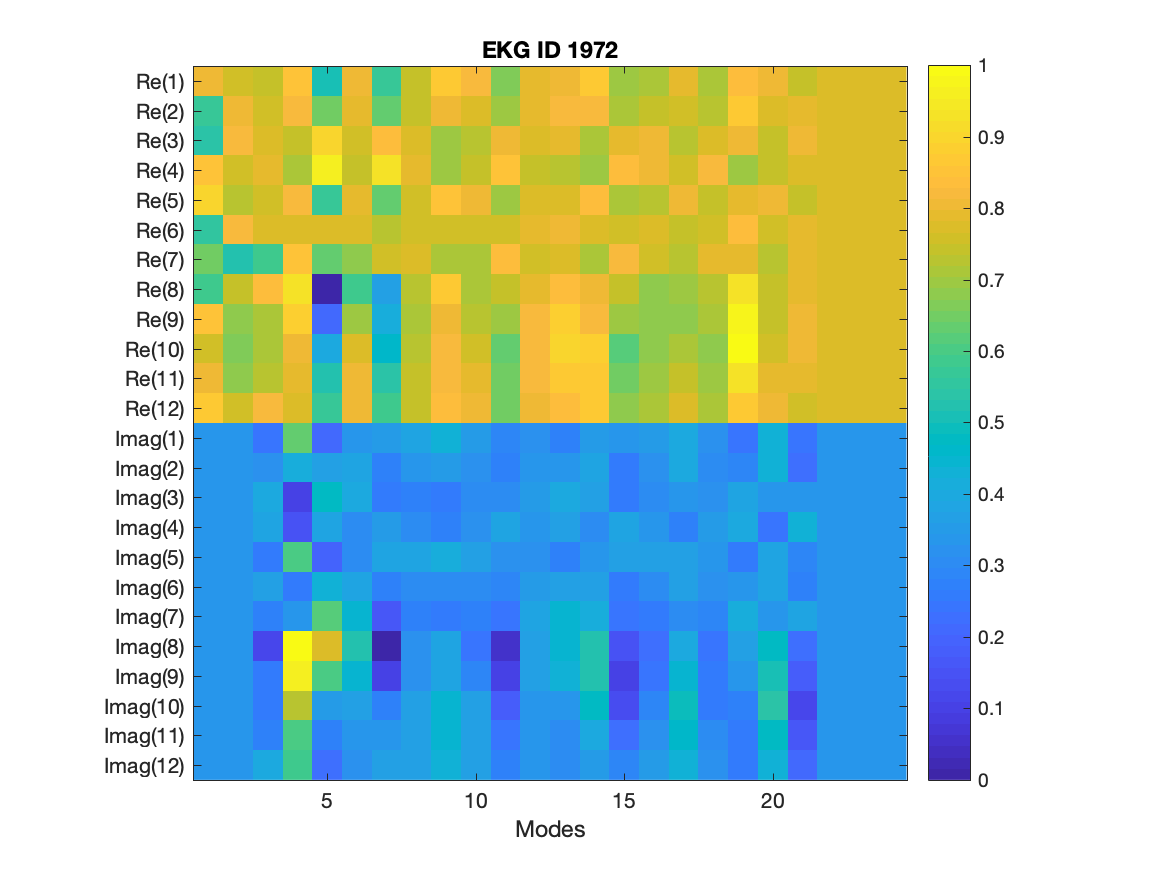 EKG ID 1972
Re(1)
Re(2)
Re(3)
Re(4)
Re(5)
Re(6)
Re(7)
Re(8)
Re(9)
Re(10)
Re(11)
Re(12)
Imag(1)
Imag(2)
Imag(3)
Imag(4)
Imag(5)
Imag(6)
Imag(7)
Imag(8)
Imag(9)
Imag(10)
Imag(11)
Imag(12)
5 10 15 20
Modes
1
0.9
0.8
0.7
0.6
0.5
0.4
0.3
0.2
0.1
0